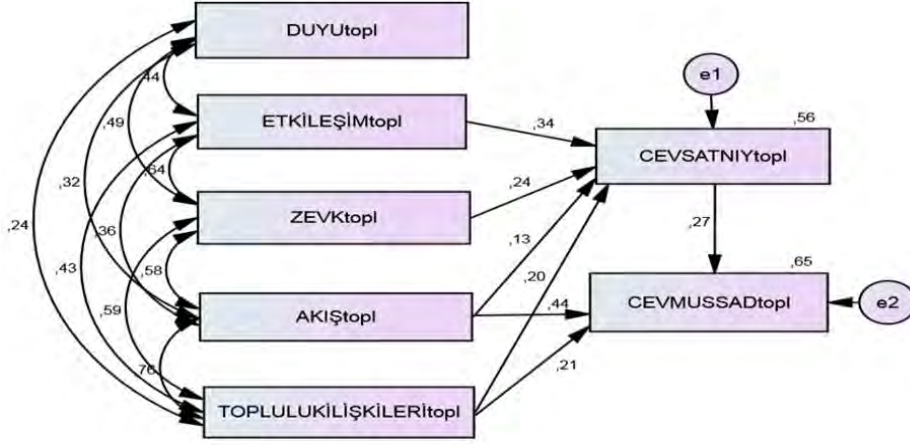 DUYUtopl
,44
e1
ETKİLEŞİMtopl
,34
,56
CEVSATNIYtopl
,49
,64
,24
,32
ZEVKtopl
,24
,36
,13
,27
,43
,58
,20
,65
,59
AKIŞtopl
,44
CEVMUSSADtopl
e2
,21
76
TOPLULUKİLİŞKİLERİtopl